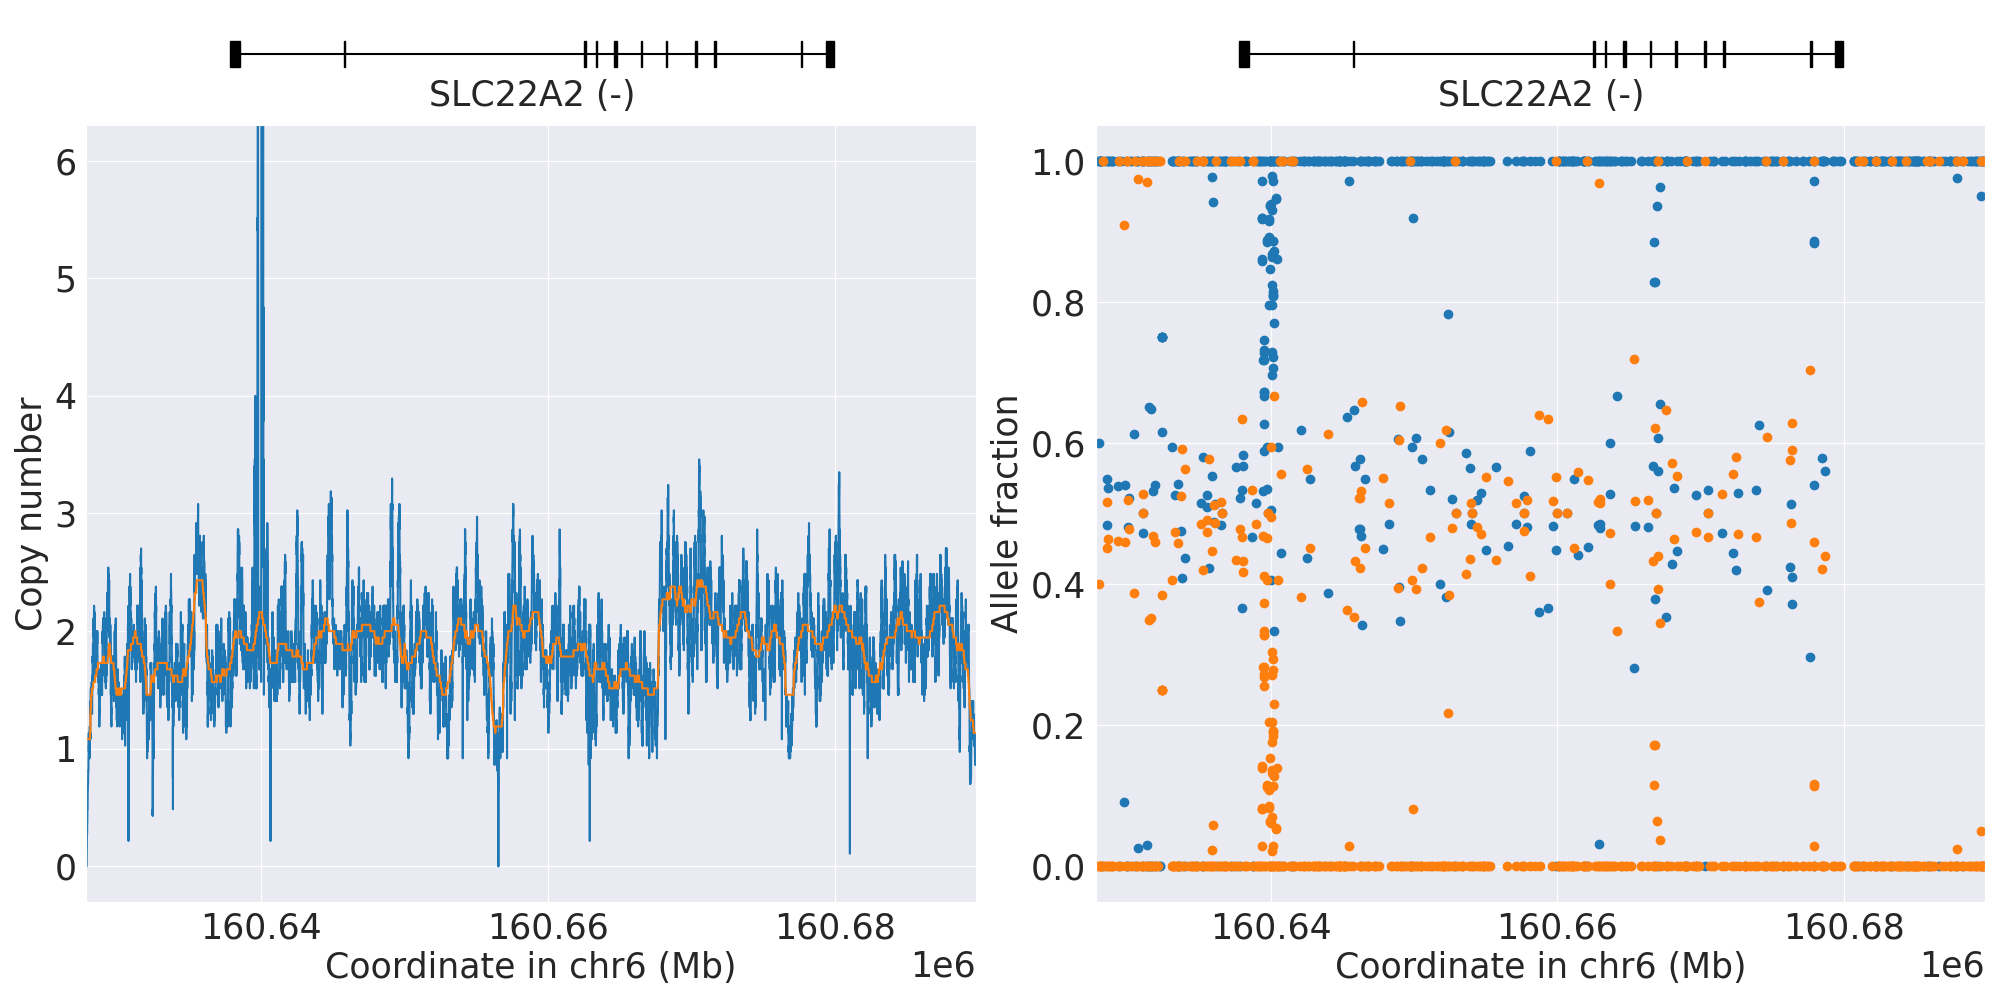 SLC22A2 (-)
6
5
4
3
2
1
0
Copy number
160.64
160.66
160.68
Coordinate in chr6 (Mb)
1e6
SLC22A2 (-)
1.0
0.8
0.6
0.4
0.2
0.0
Allele fraction
160.64
160.66
160.68
Coordinate in chr6 (Mb)
1e6